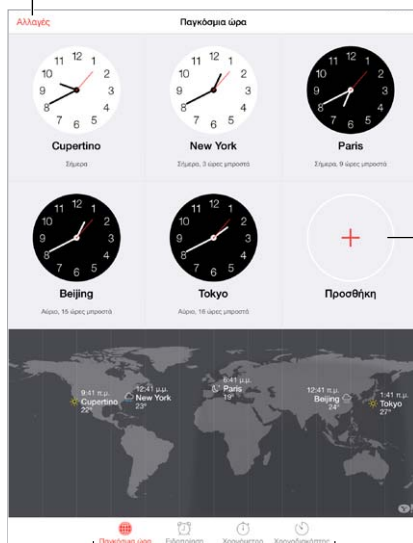 Αλλαγές Παγκόσμια ώρα
12 1 2 3 4 5 6 7 8 9 10 11
12 1 2 3 4 5 6 7 8 9 10 11
12 1 2 3 4 5 6 7 8 9 10 11
Cupertino New York Paris
Σήμερα Σήμερα, 3 ώρες μπροστά Σήμερα, 9 ώρες μπροστά
12 1 2 3 4 5 6 7 8 9 10 11
12 1 2 3 4 5 6 7 8 9 10 11
Beijing Tokyo Προσθήκη
Αύριο, 15 ώρες μπροστά Αύριο, 16 ώρες μπροστά
9:41 π.μ.
Cupertino
22°
12:41 μ.μ.
New York
23°
6:41 μ.μ.
Paris
19°
12:41 π.μ.
Beijing
24°
1:41 π.μ.
Tokyo
27°
Παγκόσμια ώρα Ειδοποίηση Χρονόμετρο Χρονοδιακόπτης